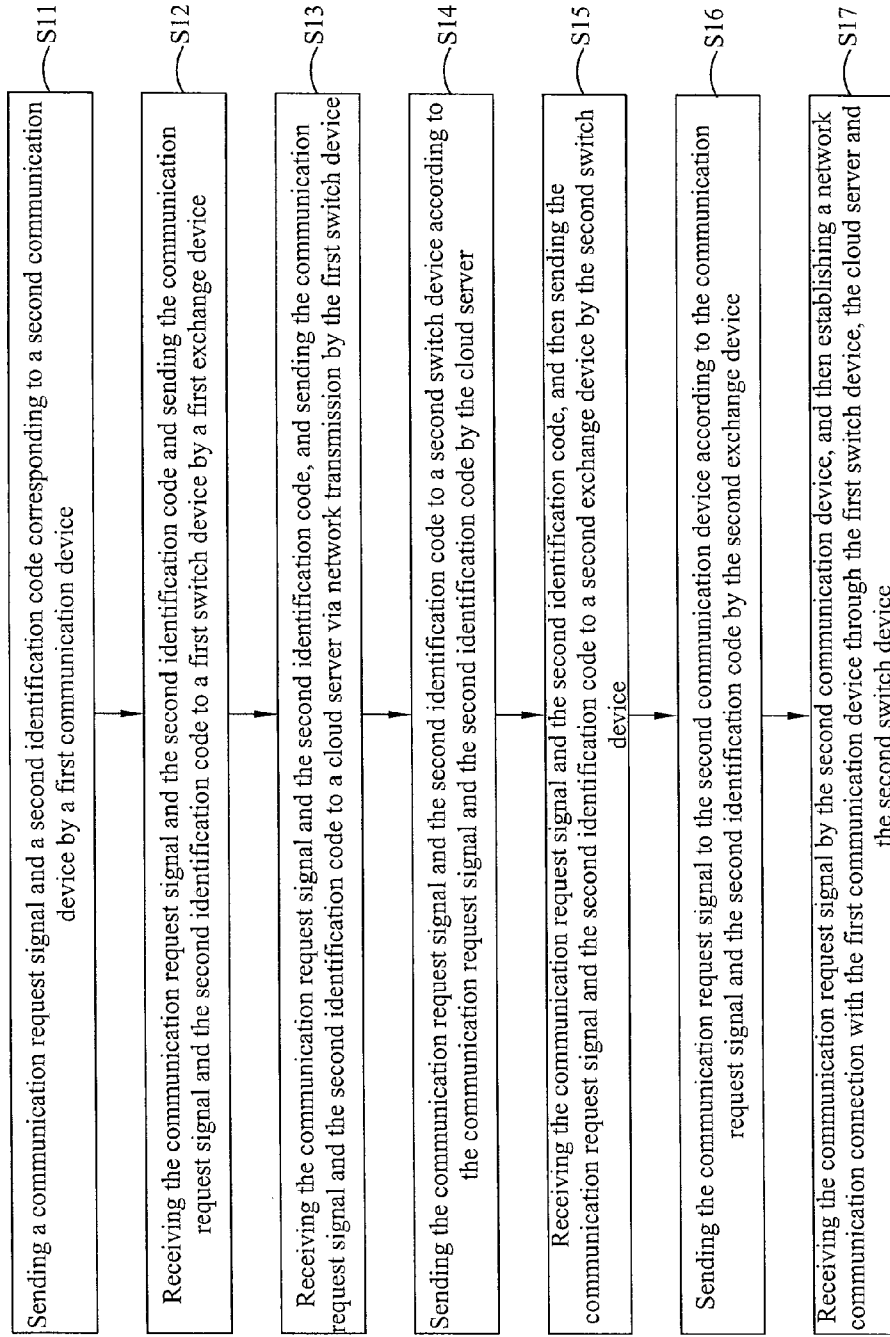 Sending a communication request signal and a second identification code corresponding to a second communication
device by a first communication device
S11
Receiving the communication request signal and the second identification code and sending the communication
request signal and the second identification code to a first switch device by a first exchange device
S12
Receiving the communication request signal and the second identification code, and sending the communication
request signal and the second identification code to a cloud server via network transmission by the first switch device
S13
Sending the communication request signal and the second identification code to a second switch device according to
the communication request signal and the second identification code by the cloud server
S14
Receiving the communication request signal and the second identification code, and then sending the
communication request signal and the second identification code to a second exchange device by the second switch
device
S15
Sending the communication request signal to the second communication device according to the communication
request signal and the second identification code by the second exchange device
S16
Receiving the communication request signal by the second communication device, and then establishing a network
communication connection with the first communication device through the first switch device, the cloud server and
the second switch device
S17